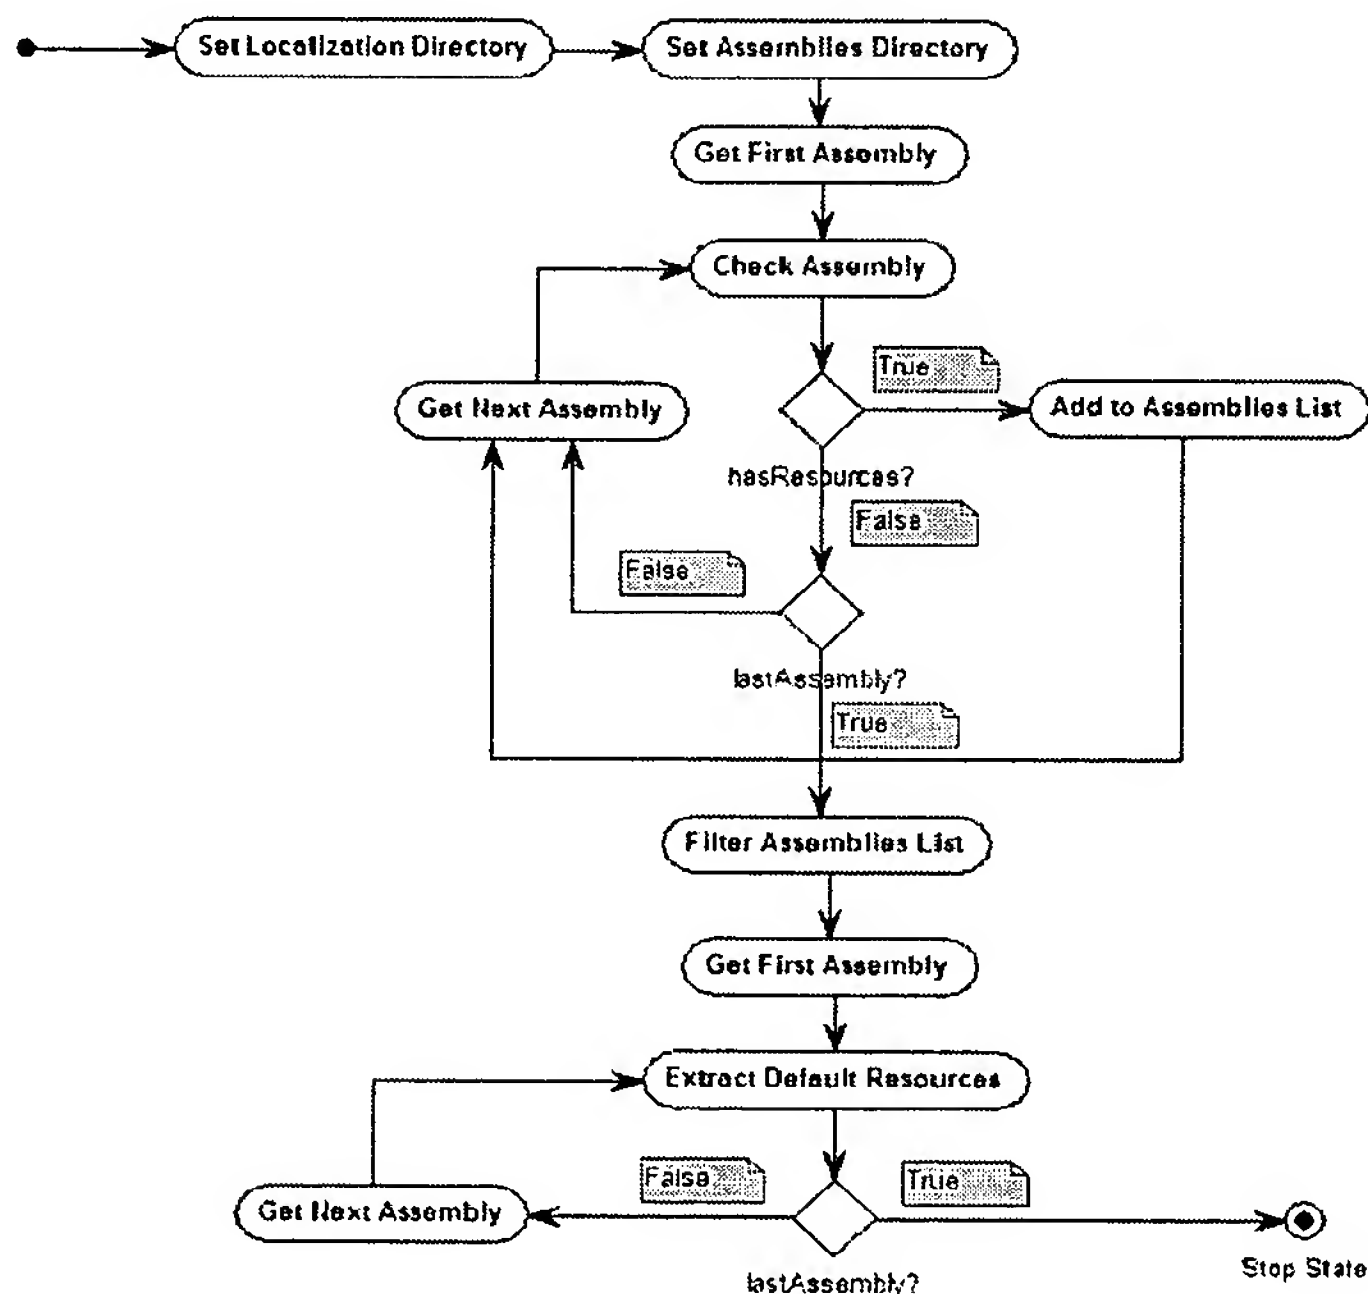 Set Localization Directory
Set Assemblies Directory
Get First Assembly
Check Assembly
True
Get Next Assembly
Add to Assemblies List
hasResources?
False
False
lastAssembly?
True
Filter Assemblies List
Get First Assembly
Extract Default Resources
False
True
Get Next Assembly
Stop State
lastAssembly?